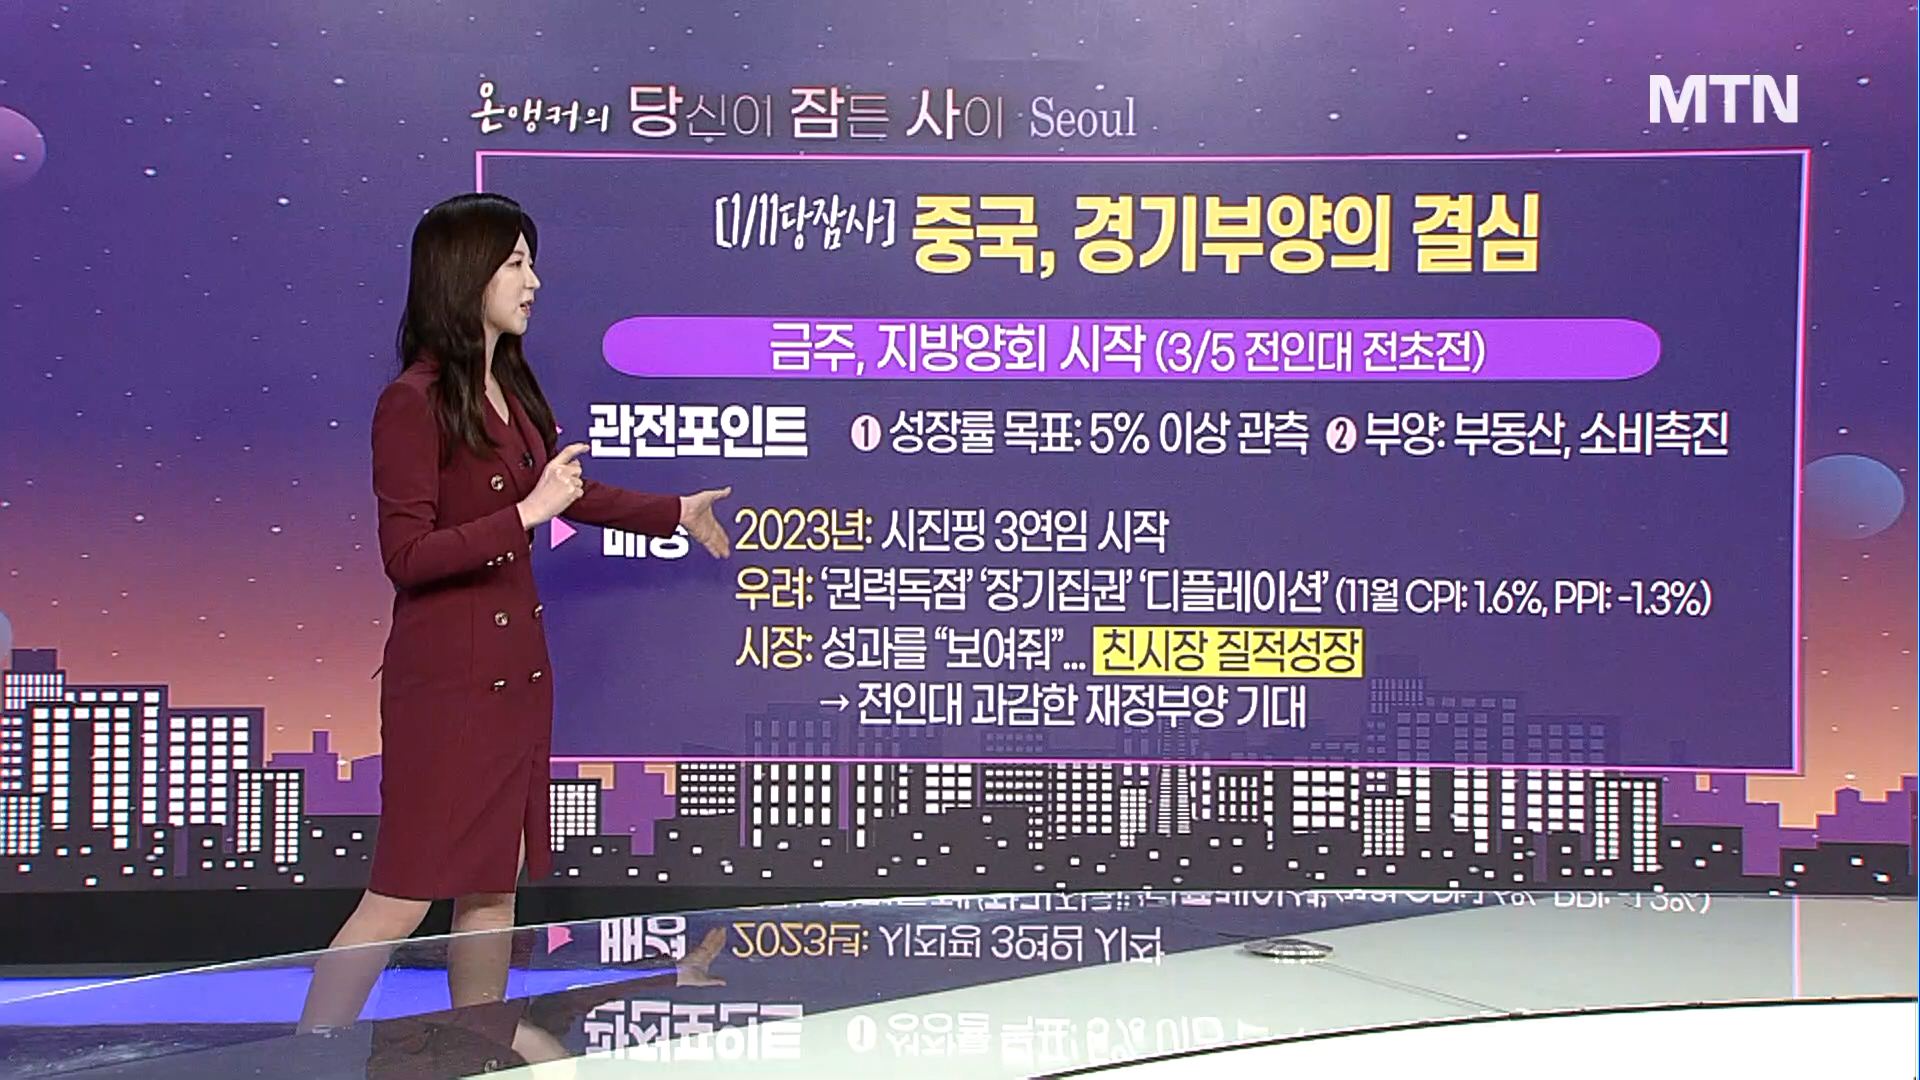 온앵커의 당신이 잠든 사이 Seoul
MTN
[1/11당잠사] 중국, 경기부양의 결심
금주, 지방양회 시작 (3/5 전인대 전초전)
관전포인트 ① 성장률 목표: 5% 이상 관측 ② 부양: 부동산, 소비촉진
배경 2023년: 시진핑 3연임 시작
우려: ‘권력독점’ ‘장기집권’ ‘디플레이션’ (11월 CPI: 1.6%, PPI: -1.3%)
시장: 성과를 “보여줘”... 친시장 질적성장
→ 전인대 과감한 재정부양 기대